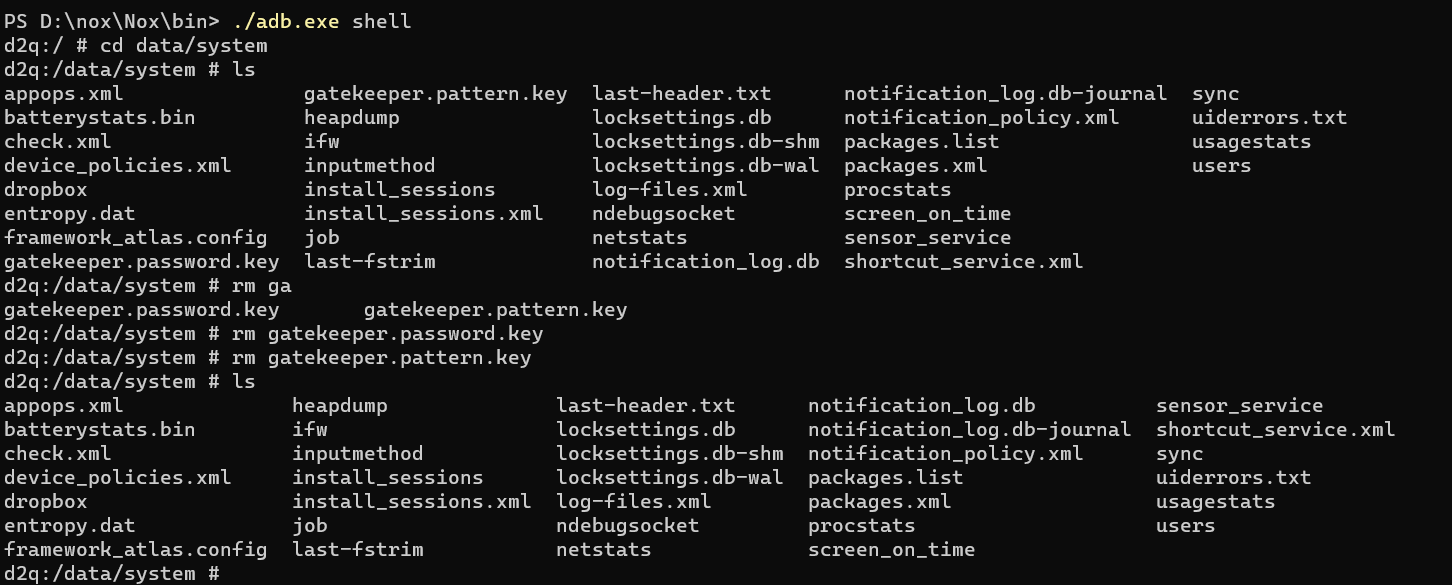 PS D:\nox\Nox\bin> ./adb.exe shell
d2q:/ # cd data/system
d2q:/data/system # ls
appops.xml               gatekeeper.pattern.key  last-header.txt      notification_log.db-journal  sync
batterystats.bin         heapdump                locksettings.db      notification_policy.xml      uiderrors.txt
check.xml                ifw                     locksettings.db-shm  packages.list                usagestats
device_policies.xml      inputmethod             locksettings.db-wal  packages.xml                 users
dropbox                  install_sessions        log-files.xml        procstats
entropy.dat              install_sessions.xml    ndebugsocket         screen_on_time
framework_atlas.config   job                     netstats             sensor_service
gatekeeper.password.key  last-fstrim             notification_log.db  shortcut_service.xml
d2q:/data/system # rm ga
gatekeeper.password.key       gatekeeper.pattern.key
d2q:/data/system # rm gatekeeper.password.key
d2q:/data/system # rm gatekeeper.pattern.key
d2q:/data/system # ls
appops.xml              heapdump              last-header.txt      notification_log.db          sensor_service
batterystats.bin        ifw                   locksettings.db      notification_log.db-journal  shortcut_service.xml
check.xml               inputmethod           locksettings.db-shm  notification_policy.xml      sync
device_policies.xml     install_sessions      locksettings.db-wal  packages.list                uiderrors.txt
dropbox                 install_sessions.xml  log-files.xml        packages.xml                 usagestats
entropy.dat             job                   ndebugsocket         procstats                    users
framework_atlas.config  last-fstrim           netstats             screen_on_time
d2q:/data/system #